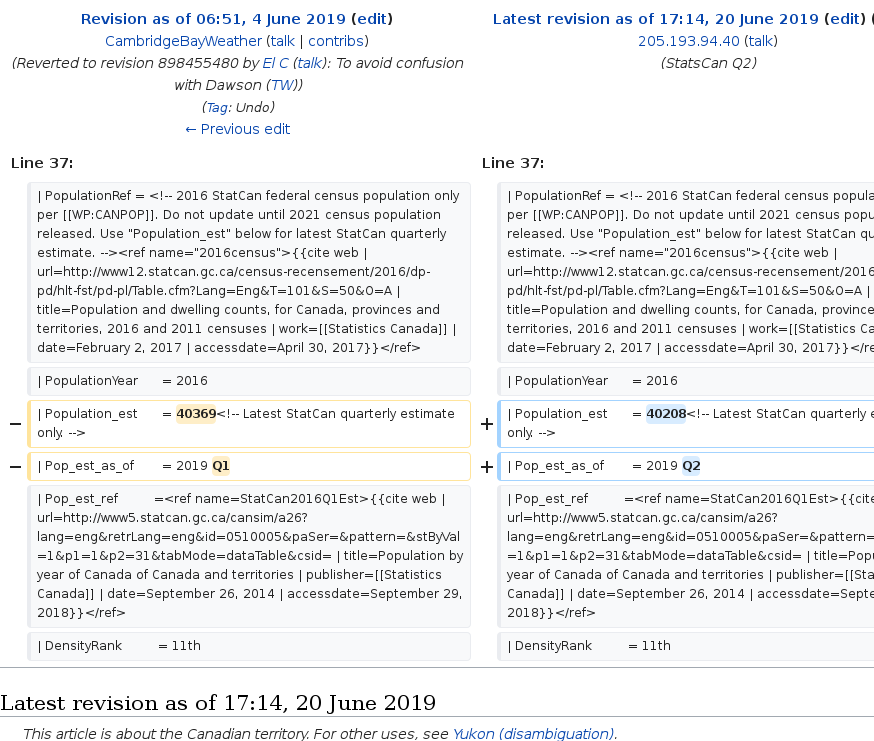 Revision as of 06:51, 4 June 2019 (edit)
CambridgeBayWeather (talk | contribs)
(Reverted to revision 898455480 by El C (talk): To avoid confusion
with Dawson (TW))
(Tag: Undo)
← Previous edit
Latest revision as of 17:14, 20 June 2019 (edit) (
205.193.94.40 (talk)
(StatsCan Q2)
Line 37:
| PopulationRef = <!-- 2016 StatCan federal census population only
per [[WP:CANPOP]]. Do not update until 2021 census population
released. Use "Population_est" below for latest StatCan quarterly
estimate. --><ref name="2016census">{{cite web |
url=http://www12.statcan.gc.ca/census-recensement/2016/dp-
pd/hlt-fst/pd-pl/Table.cfm?Lang=Eng&T=101&S=50&O=A |
title=Population and dwelling counts, for Canada, provinces and
territories, 2016 and 2011 censuses | work=[[Statistics Canada]] |
date=February 2, 2017 | accessdate=April 30, 2017}}</ref>
| PopulationYear = 2016
− | Population_est = 40369<!-- Latest StatCan quarterly estimate
only. -->
− | Pop_est_as_of = 2019 Q1
| Pop_est_ref =<ref name=StatCan2016Q1Est>{{cite web |
url=http://www5.statcan.gc.ca/cansim/a26?
lang=eng&retrLang=eng&id=0510005&paSer=&pattern=&stByVal
=1&p1=1&p2=31&tabMode=dataTable&csid= | title=Population by
year of Canada of Canada and territories | publisher=[[Statistics
Canada]] | date=September 26, 2014 | accessdate=September 29,
2018}}</ref>
| DensityRank = 11th
Line 37:
| PopulationRef = <!-- 2016 StatCan federal census popula
per [[WP:CANPOP]]. Do not update until 2021 census popu
released. Use "Population_est" below for latest StatCan qu
estimate. --><ref name="2016census">{{cite web |
url=http://www12.statcan.gc.ca/census-recensement/2016
pd/hlt-fst/pd-pl/Table.cfm?Lang=Eng&T=101&S=50&O=A |
title=Population and dwelling counts, for Canada, province
territories, 2016 and 2011 censuses | work=[[Statistics Ca
date=February 2, 2017 | accessdate=April 30, 2017}}</re
| PopulationYear = 2016
+ | Population_est = 40208<!-- Latest StatCan quarterly e
only. -->
+ | Pop_est_as_of = 2019 Q2
| Pop_est_ref =<ref name=StatCan2016Q1Est>{{cite
url=http://www5.statcan.gc.ca/cansim/a26?
lang=eng&retrLang=eng&id=0510005&paSer=&pattern=
=1&p1=1&p2=31&tabMode=dataTable&csid= | title=Popu
year of Canada of Canada and territories | publisher=[[Sta
Canada]] | date=September 26, 2014 | accessdate=Septe
2018}}</ref>
| DensityRank = 11th
Latest revision as of 17:14, 20 June 2019
This article is about the Canadian territory. For other uses, see Yukon (disambiguation).